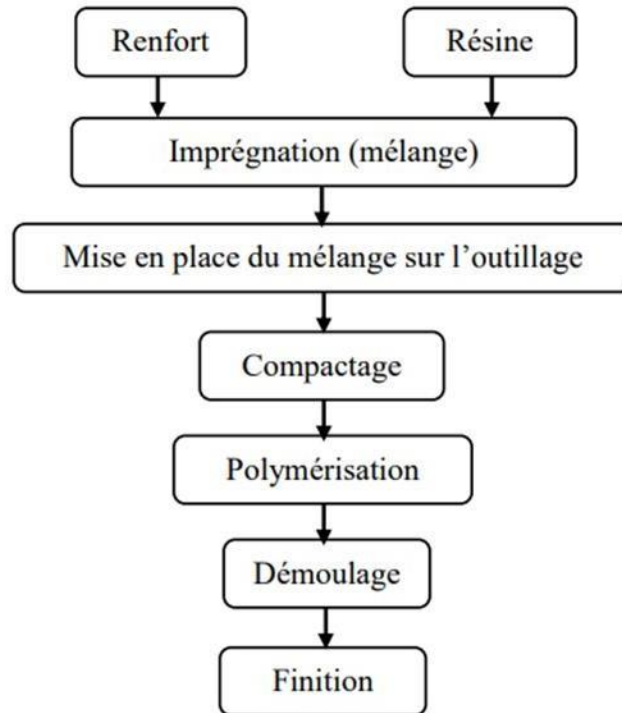 Renfort
Résine
Imprégnation (mélange)
Mise en place du mélange sur l’outillage
Compactage
Polymérisation
Démoulage
Finition